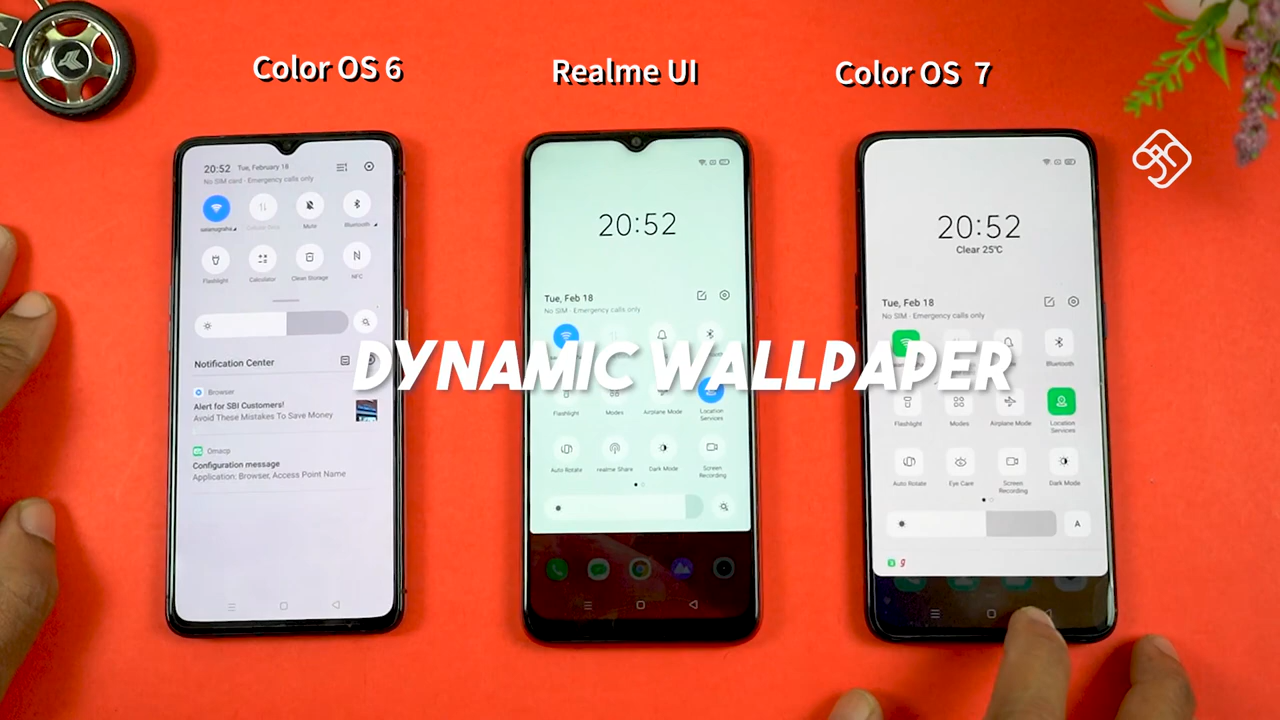 Color OS 6
Realme UI
Color OS 7
20:52 Tue, February 18
No SIM card - Emergency calls only
Mute
Bluetooth
Flashlight
Calculator
Clean Storage
NFC
Notification Center
Browser
Alert for SBI Customers!
Avoid These Mistakes To Save Money
Omacp
Configuration message
Application: Browser, Access Point Name
20:52
Tue, Feb 18
No SIM - Emergency calls only
Flashlight
Modes
Airplane Mode
Location Services
Auto Rotate
realme Share
Dark Mode
Screen Recording
20:52
Clear 25°C
Tue, Feb 18
No SIM - Emergency calls only
Bluetooth
Flashlight
Modes
Airplane Mode
Location Services
Auto Rotate
Eye Care
Screen Recording
Dark Mode
A
DYNAMIC WALLPAPER